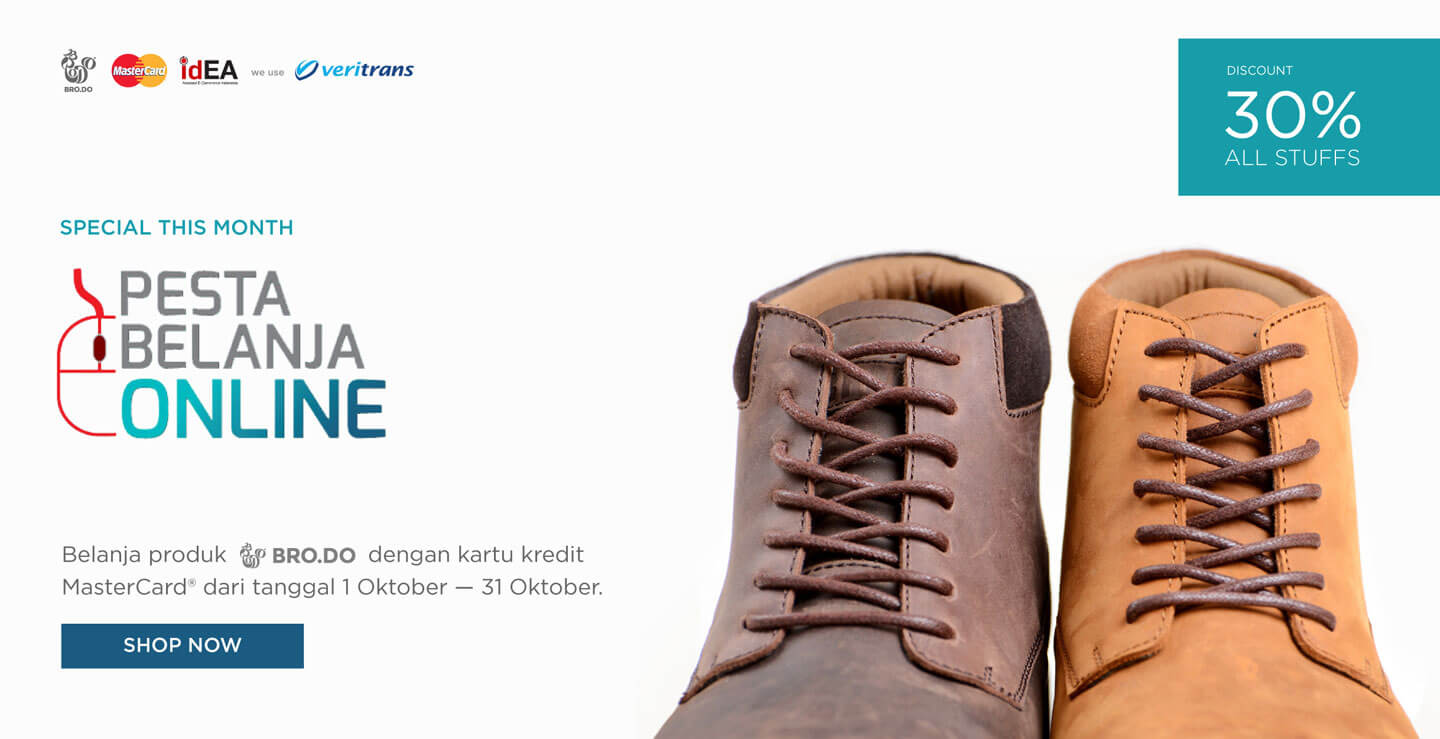 BRO.DO
MasterCard
idEA
we use
veritrans
DISCOUNT
30%
ALL STUFFS
SPECIAL THIS MONTH
PESTA
BELANJA
ONLINE
Belanja produk BRO.DO dengan kartu kredit
MasterCard® dari tanggal 1 Oktober — 31 Oktober.
SHOP NOW